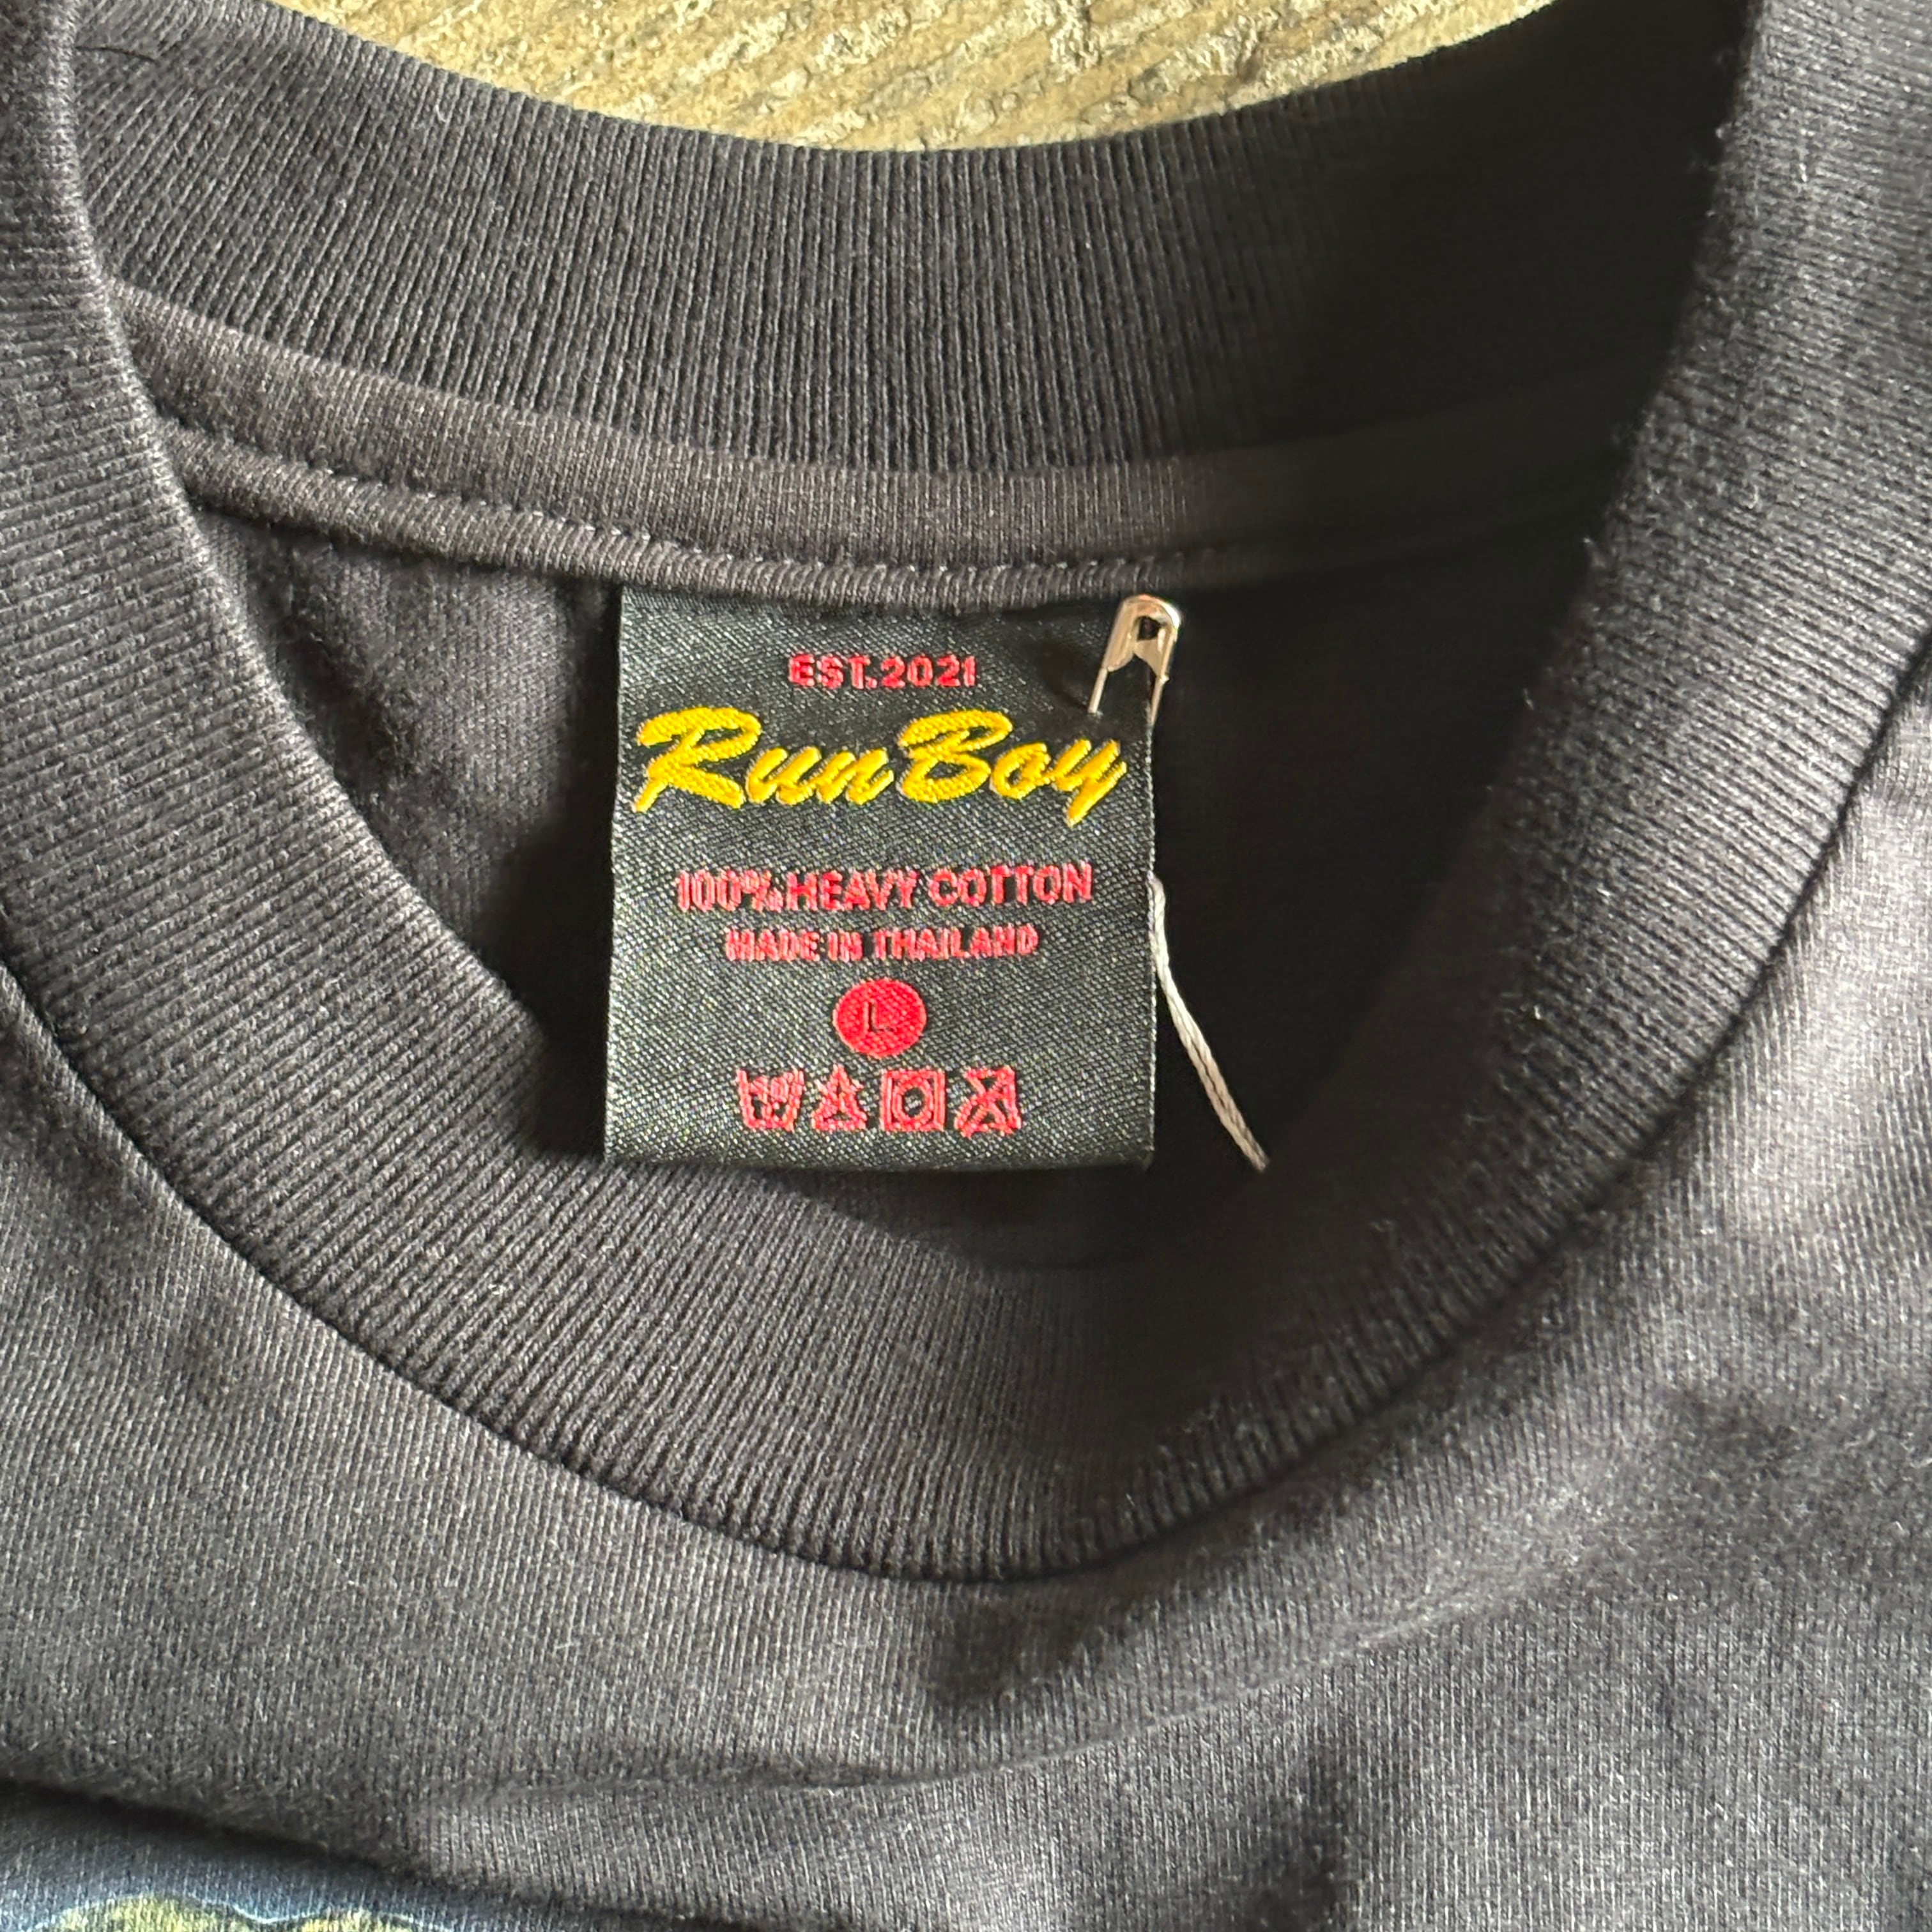 EST.2021
RunBoy
100% HEAVY COTTON
MADE IN THAILAND
L